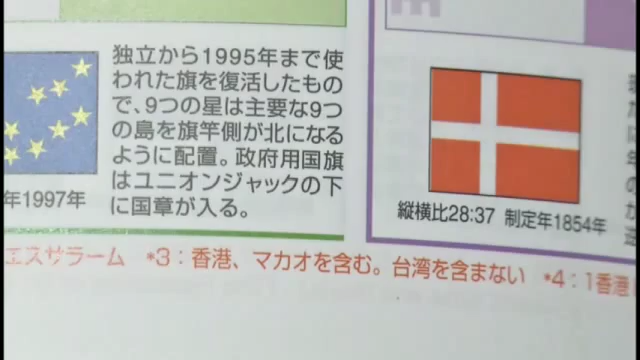 独立から1995年まで使
われた旗を復活したもの
で、9つの星は主要な9つ
の島を旗竿側が北になる
ように配置。政府用国旗
はユニオンジャックの下
に国章が入る。
年1997年
縦横比28:37 制定年1854年
エスサラーム *3：香港、マカオを含む。台湾を含まない *4：1香港